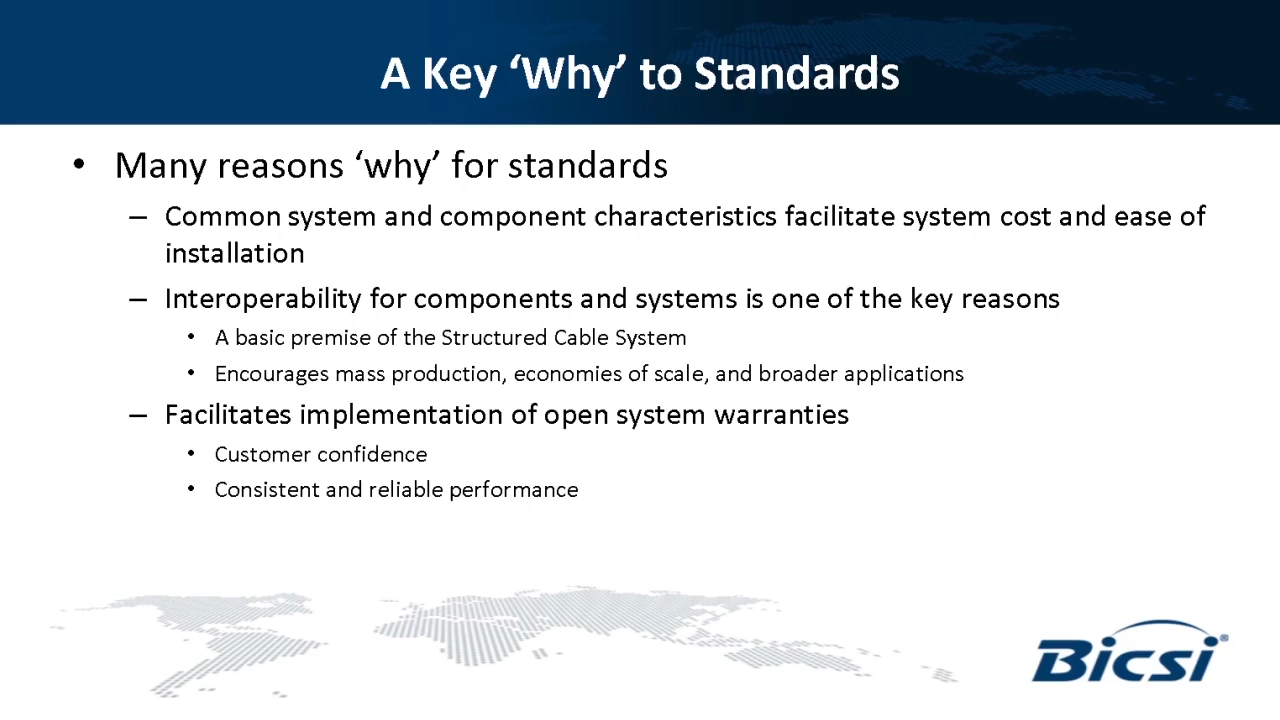 A Key ‘Why’ to Standards
• Many reasons ‘why’ for standards
– Common system and component characteristics facilitate system cost and ease of
installation
– Interoperability for components and systems is one of the key reasons
• A basic premise of the Structured Cable System
• Encourages mass production, economies of scale, and broader applications
– Facilitates implementation of open system warranties
• Customer confidence
• Consistent and reliable performance
Bicsi®